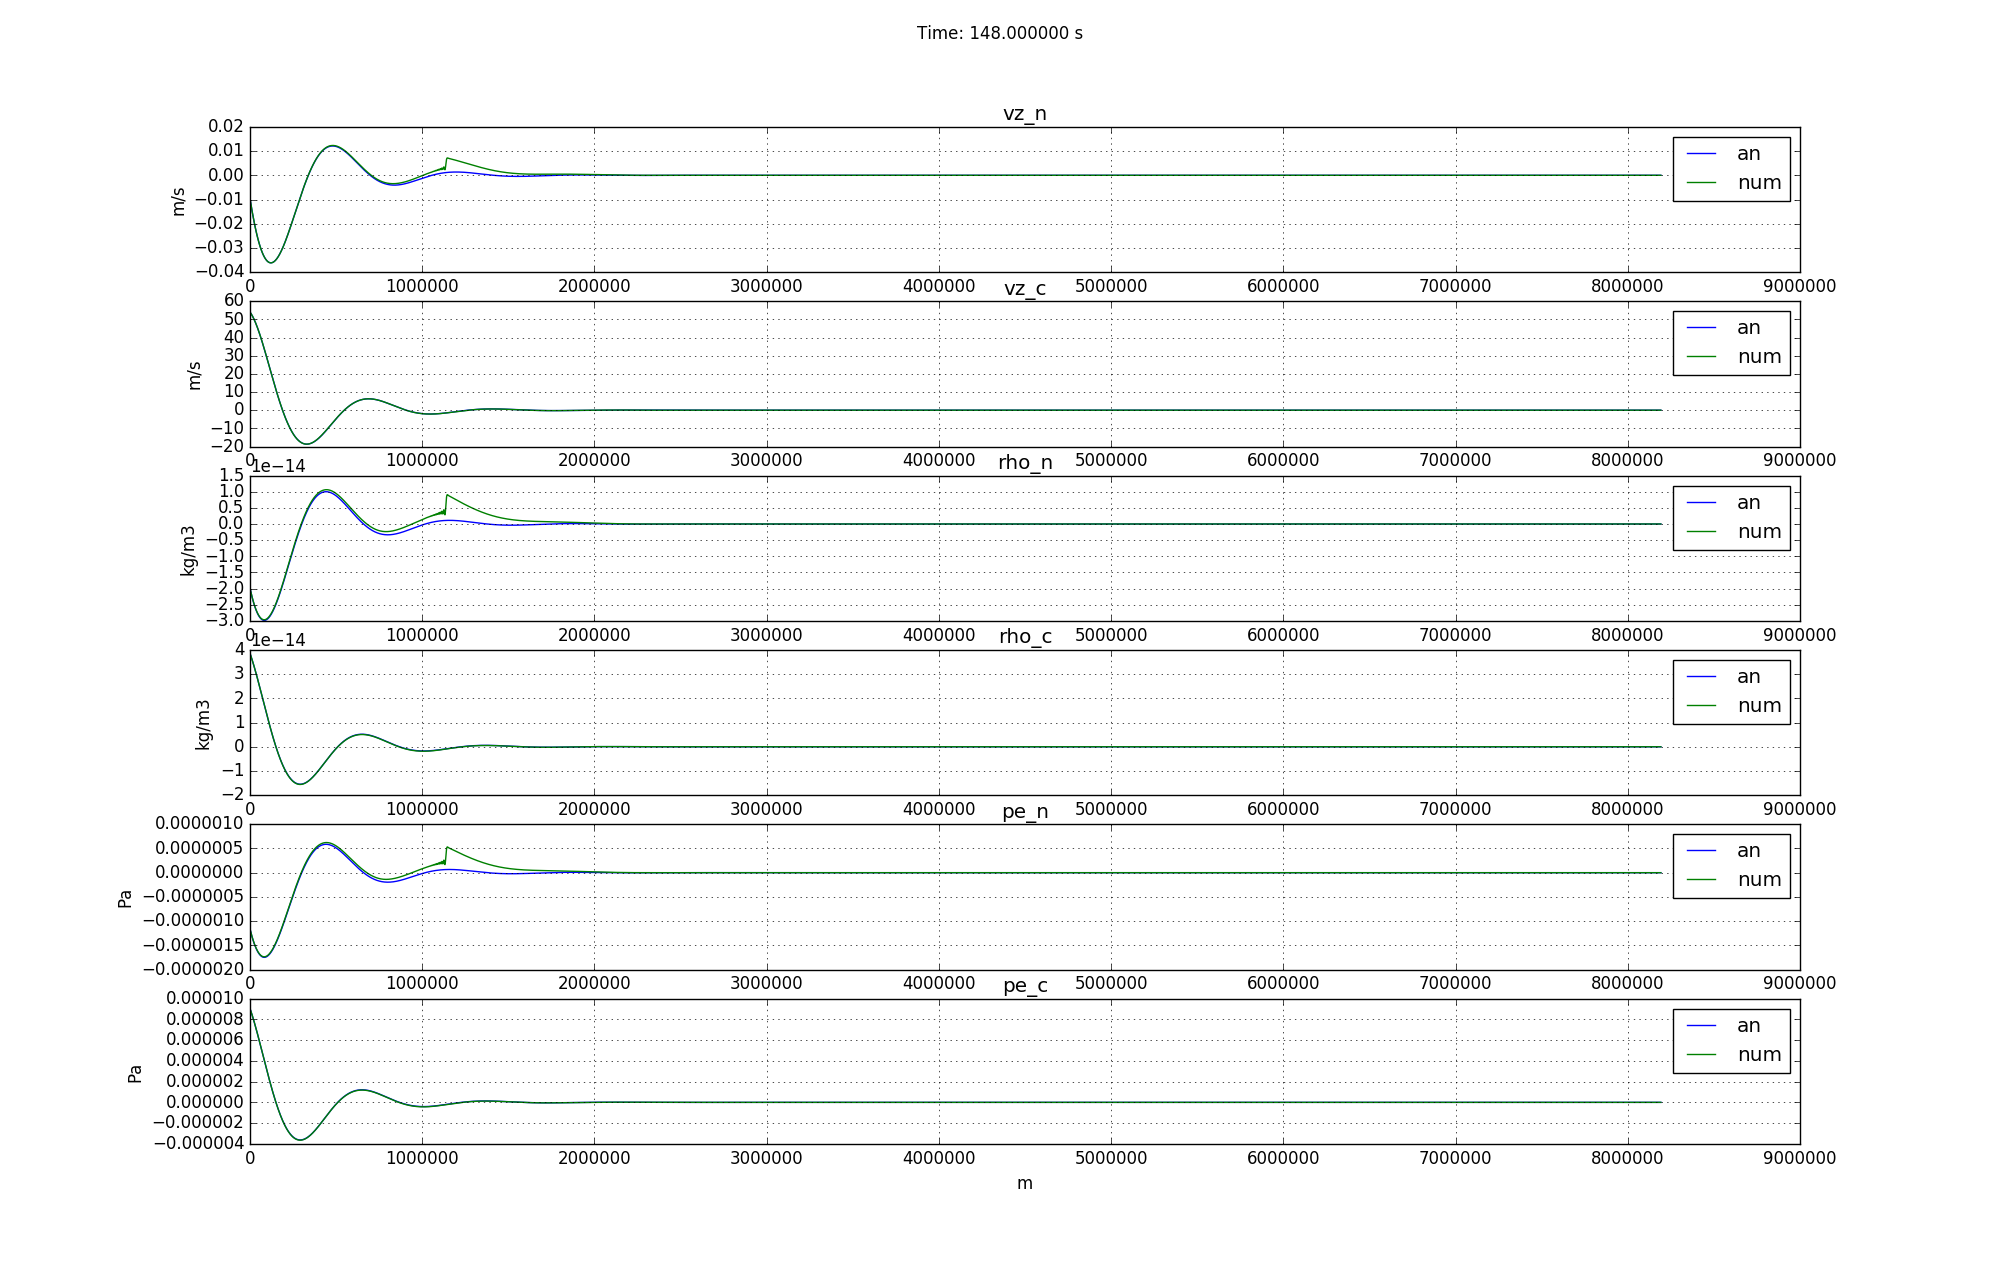 Time: 148.000000 s
vz_n
0.02
0.01
0.00
−0.01
−0.02
−0.03
−0.04
m/s
an
num
0 1000000 2000000 3000000 4000000 5000000 6000000 7000000 8000000 9000000
vz_c
60
50
40
30
20
10
0
−10
−20
m/s
an
num
0 1000000 2000000 3000000 4000000 5000000 6000000 7000000 8000000 9000000
1e−14
rho_n
1.5
1.0
0.5
0.0
−0.5
−1.0
−1.5
−2.0
−2.5
−3.0
kg/m3
an
num
0 1000000 2000000 3000000 4000000 5000000 6000000 7000000 8000000 9000000
1e−14
rho_c
4
3
2
1
0
−1
−2
kg/m3
an
num
0 1000000 2000000 3000000 4000000 5000000 6000000 7000000 8000000 9000000
pe_n
0.0000010
0.0000005
0.0000000
−0.0000005
−0.0000010
−0.0000015
−0.0000020
Pa
an
num
0 1000000 2000000 3000000 4000000 5000000 6000000 7000000 8000000 9000000
pe_c
0.000010
0.000008
0.000006
0.000004
0.000002
0.000000
−0.000002
−0.000004
Pa
an
num
0 1000000 2000000 3000000 4000000 5000000 6000000 7000000 8000000 9000000
m